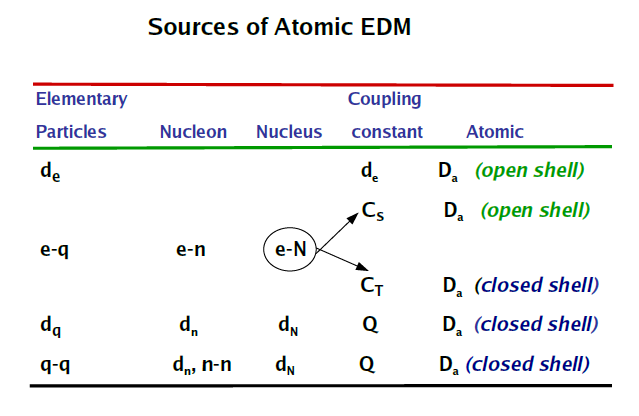 Sources of Atomic EDM
Elementary Coupling
Particles Nucleon Nucleus constant Atomic
de de Da (open shell)
CS Da (open shell)
e-q e-n e-N
CT Da (closed shell)
dq dn dN Q Da (closed shell)
q-q dn, n-n dN Q Da (closed shell)